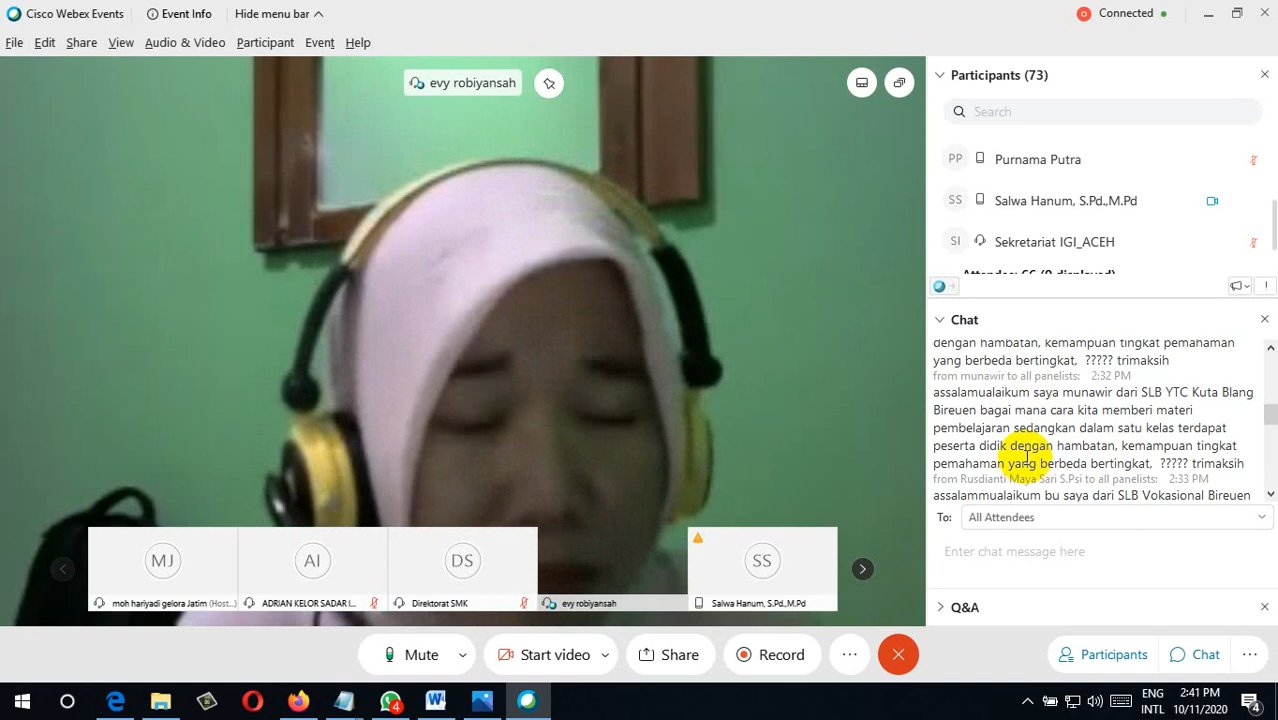 Cisco Webex Events
Event Info
Hide menu bar
Connected
File Edit Share View Audio & Video Participant Event Help
evy robiyansah
Participants (73)
Search
PP Purnama Putra
SS Salwa Hanum, S.Pd.,M.Pd
SI Sekretariat IGI_ACEH
Attendee: 66 (0 displayed)
Chat
dengan hambatan, kemampuan tingkat pemahaman
yang berbeda bertingkat, ????? trimaksih
from munawir to all panelists: 2:32 PM
assalamualaikum saya munawir dari SLB YTC Kuta Blang
Bireuen bagai mana cara kita memberi materi
pembelajaran sedangkan dalam satu kelas terdapat
peserta didik dengan hambatan, kemampuan tingkat
pemahaman yang berbeda bertingkat, ????? trimaksih
from Rusdianti Maya Sari S.Psi to all panelists: 2:33 PM
assalammualaikum bu saya dari SLB Vokasional Bireuen
To: All Attendees
Enter chat message here
Q&A
MJ
moh hariyadi gelora Jatim (Host...)
AI
ADRIAN KELOR SADAR I...
DS
Direktorat SMK
evy robiyansah
SS
Salwa Hanum, S.Pd.,M.Pd
Mute
Start video
Share
Record
Participants
Chat
4
ENG
INTL
2:41 PM
10/11/2020
4